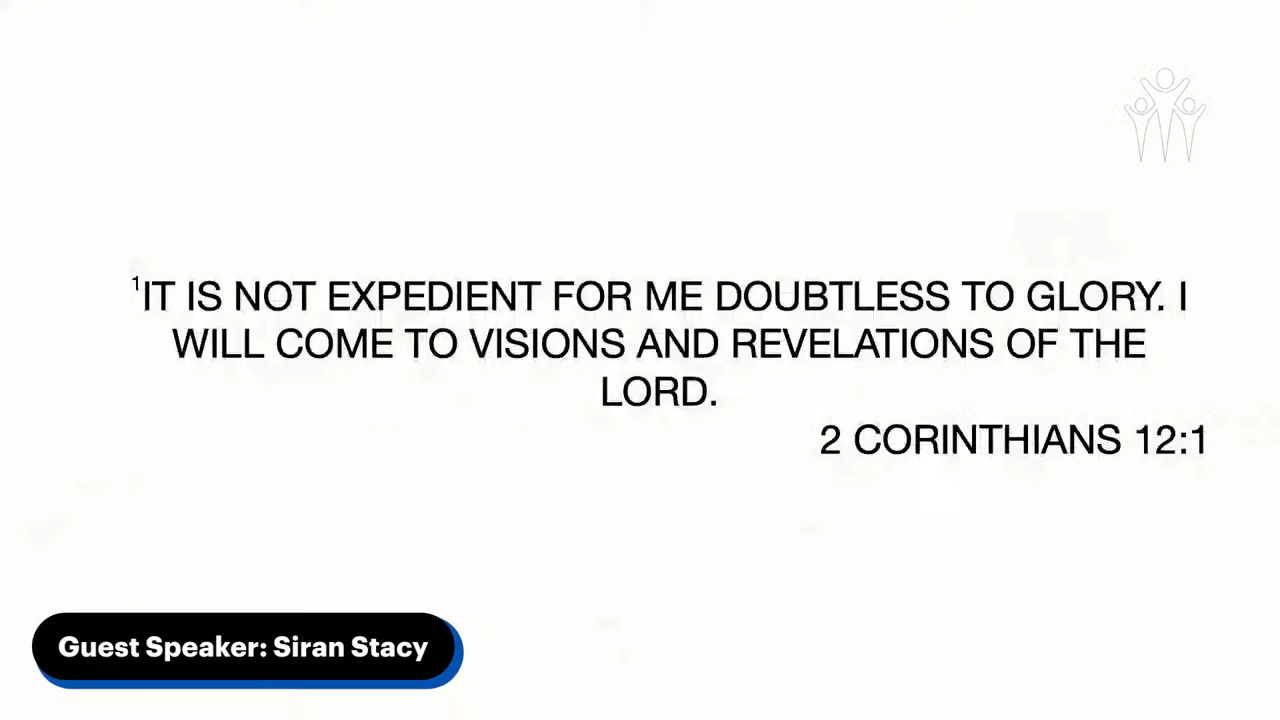 ¹IT IS NOT EXPEDIENT FOR ME DOUBTLESS TO GLORY. I
WILL COME TO VISIONS AND REVELATIONS OF THE
LORD.
2 CORINTHIANS 12:1
Guest Speaker: Siran Stacy